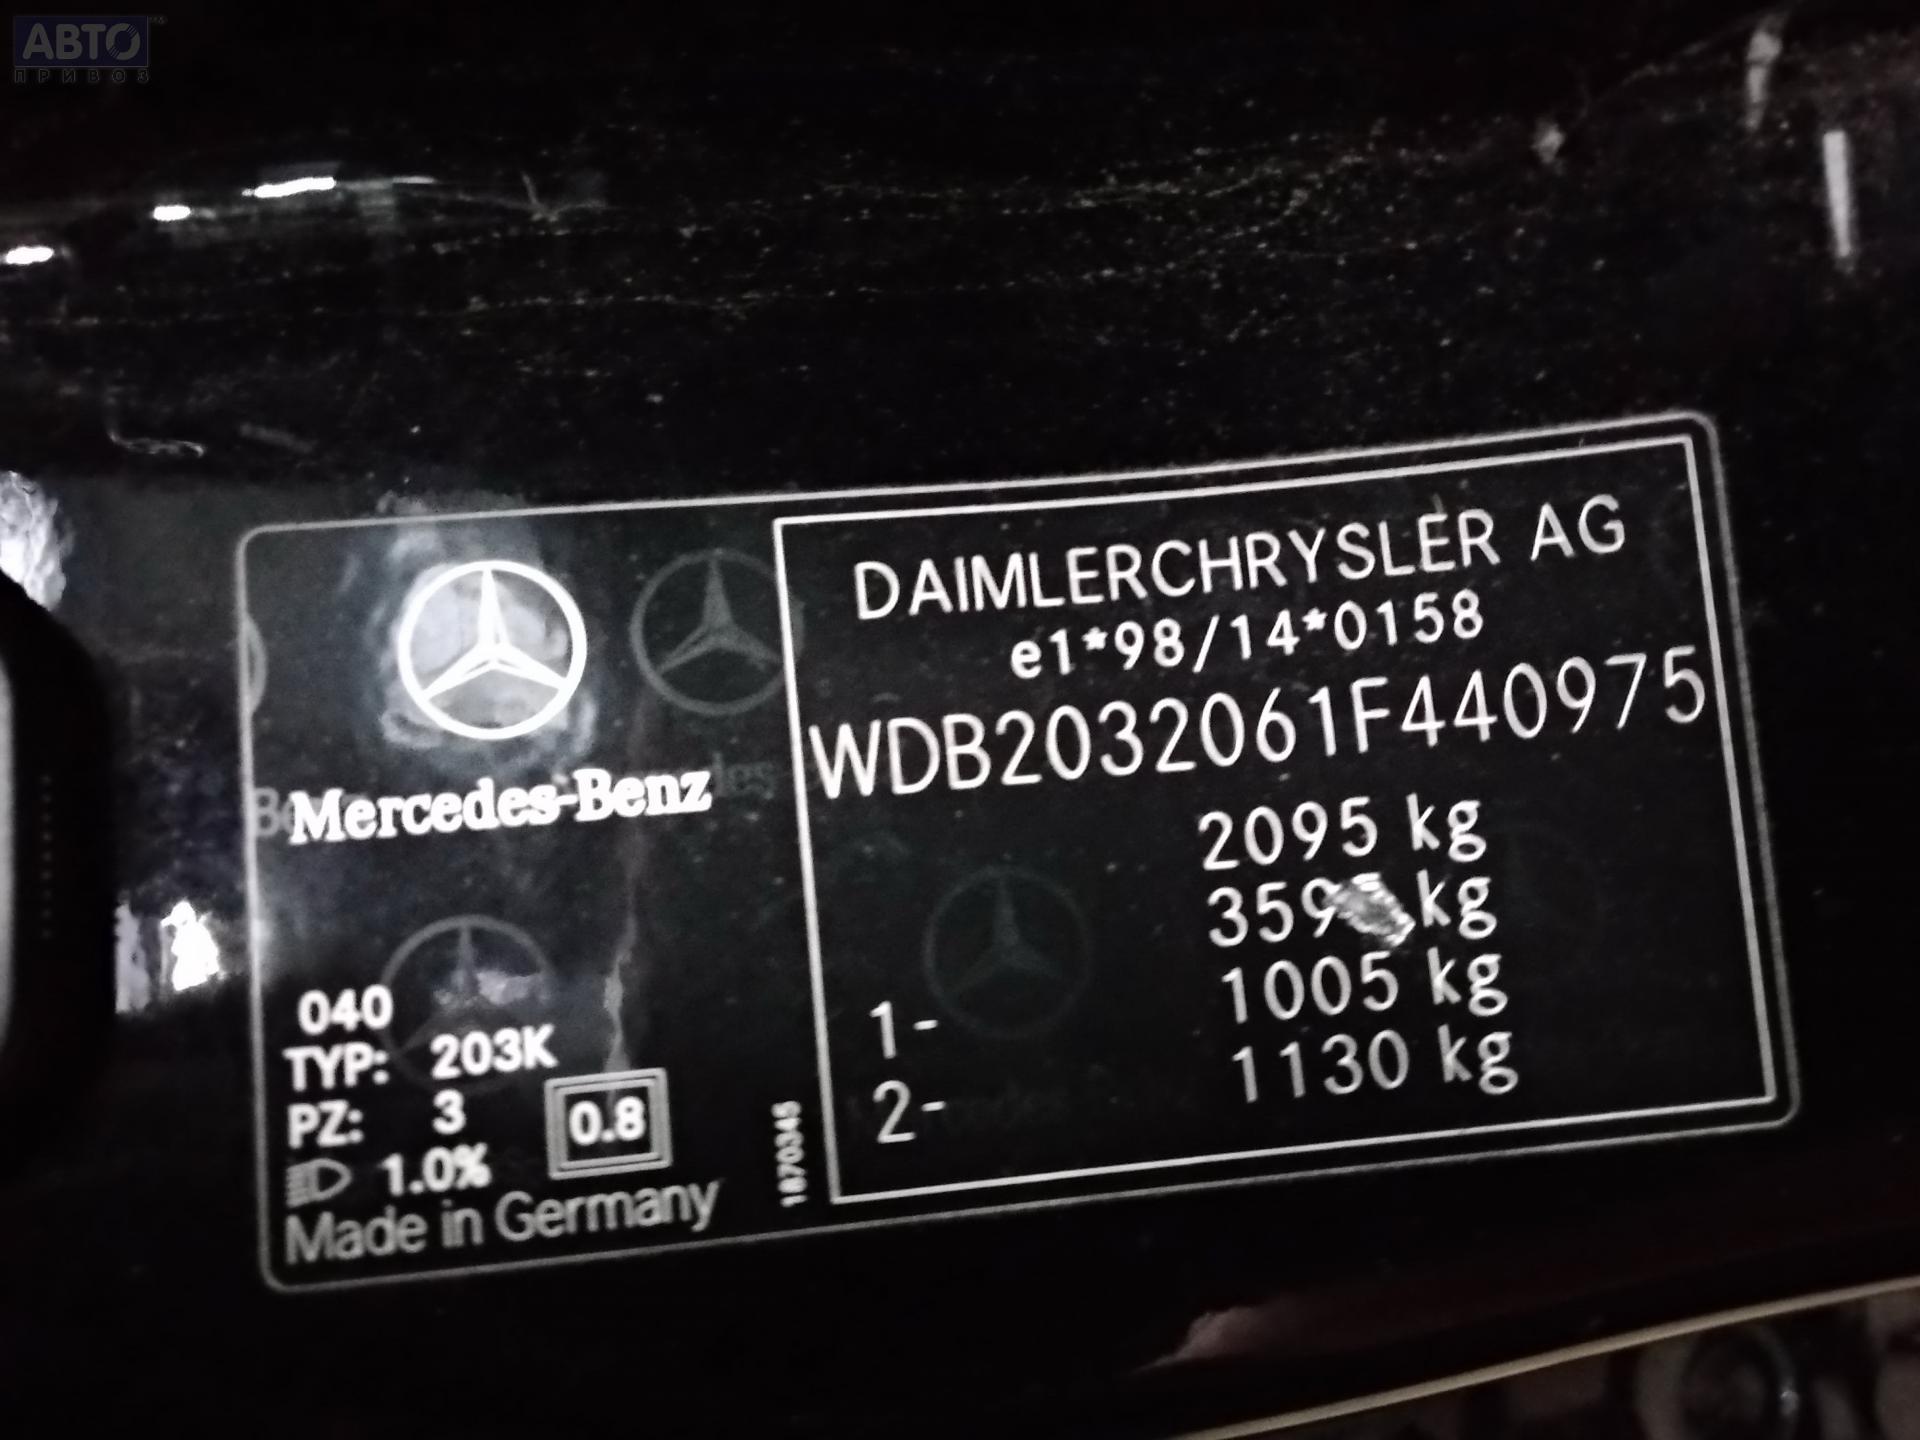 АВТО
ПРИВОЗ
Mercedes-Benz
040
TYP: 203K
PZ: 3
0.8
1.0%
Made in Germany
1870345
DAIMLERCHRYSLER AG
e1*98/14*0158
WDB2032061F440975
2095 kg
kg
1- 1005 kg
2- 1130 kg